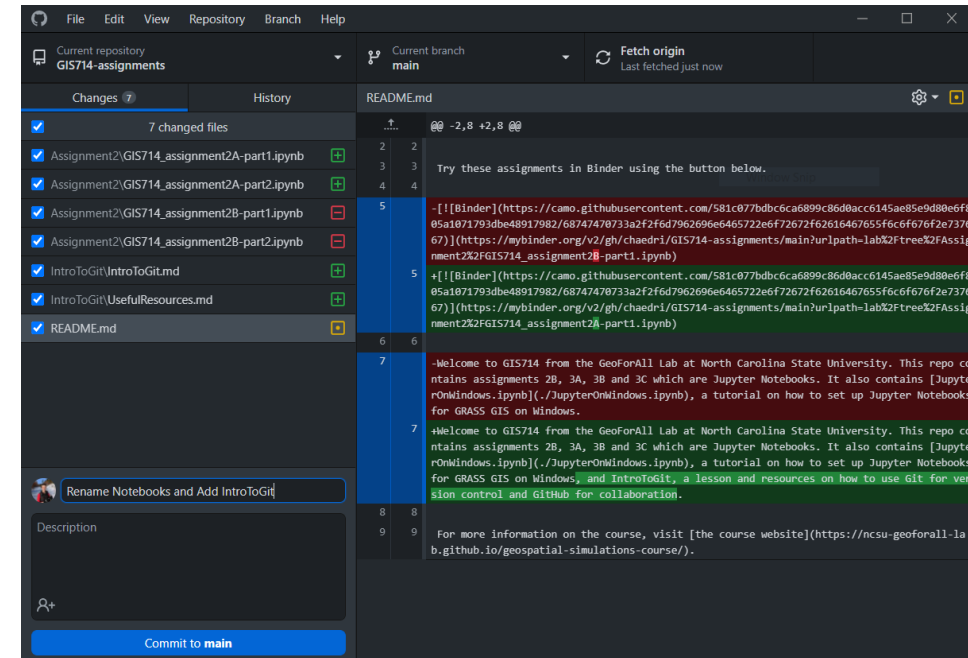 File Edit View Repository Branch Help
Current repository
GIS714-assignments
Current branch
main
Fetch origin
Last fetched just now
Changes 7 History
README.md
7 changed files
Assignment2\GIS714_assignment2A-part1.ipynb
Assignment2\GIS714_assignment2A-part2.ipynb
Assignment2\GIS714_assignment2B-part1.ipynb
Assignment2\GIS714_assignment2B-part2.ipynb
IntroToGit\IntroToGit.md
IntroToGit\UsefulResources.md
README.md
@@ -2,8 +2,8 @@
2 2
3 3 Try these assignments in Binder using the button below.
4 4
5 -[![Binder](https://camo.githubusercontent.com/581c077bdbc6ca6899c86d0acc6145ae85e9d80e6f8
05a1071793dbe48917982/68747470733a2f2f6d7962696e6465722e6f72672f62616467655f6c6f676f2e737
67)](https://mybinder.org/v2/gh/chaedri/GIS714-assignments/main?urlpath=lab%2Ftree%2FAssig
nment2%2FGIS714_assignment2B-part1.ipynb)
5 +[![Binder](https://camo.githubusercontent.com/581c077bdbc6ca6899c86d0acc6145ae85e9d80e6f8
05a1071793dbe48917982/68747470733a2f2f6d7962696e6465722e6f72672f62616467655f6c6f676f2e737
67)](https://mybinder.org/v2/gh/chaedri/GIS714-assignments/main?urlpath=lab%2Ftree%2FAssig
nment2%2FGIS714_assignment2A-part1.ipynb)
6 6
7 -Welcome to GIS714 from the GeoForAll Lab at North Carolina State University. This repo co
ntains assignments 2B, 3A, 3B and 3C which are Jupyter Notebooks. It also contains [Jupyte
rOnWindows.ipynb](./JupyterOnWindows.ipynb), a tutorial on how to set up Jupyter Notebooks
for GRASS GIS on Windows.
7 +Welcome to GIS714 from the GeoForAll Lab at North Carolina State University. This repo co
ntains assignments 2B, 3A, 3B and 3C which are Jupyter Notebooks. It also contains [Jupyte
rOnWindows.ipynb](./JupyterOnWindows.ipynb), a tutorial on how to set up Jupyter Notebooks
for GRASS GIS on Windows, and IntroToGit, a lesson and resources on how to use Git for ver
sion control and GitHub for collaboration.
8 8
9 9 For more information on the course, visit [the course website](https://ncsu-geoforall-la
b.github.io/geospatial-simulations-course/).
Rename Notebooks and Add IntroToGit
Description
Commit to main